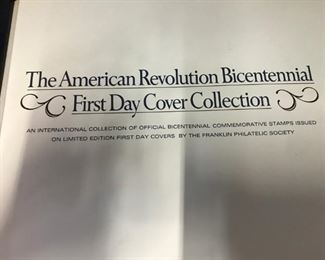 The American Revolution Bicentennial
First Day Cover Collection
AN INTERNATIONAL COLLECTION OF OFFICIAL BICENTENNIAL COMMEMORATIVE STAMPS ISSUED
ON LIMITED EDITION FIRST DAY COVERS BY THE FRANKLIN PHILATELIC SOCIETY